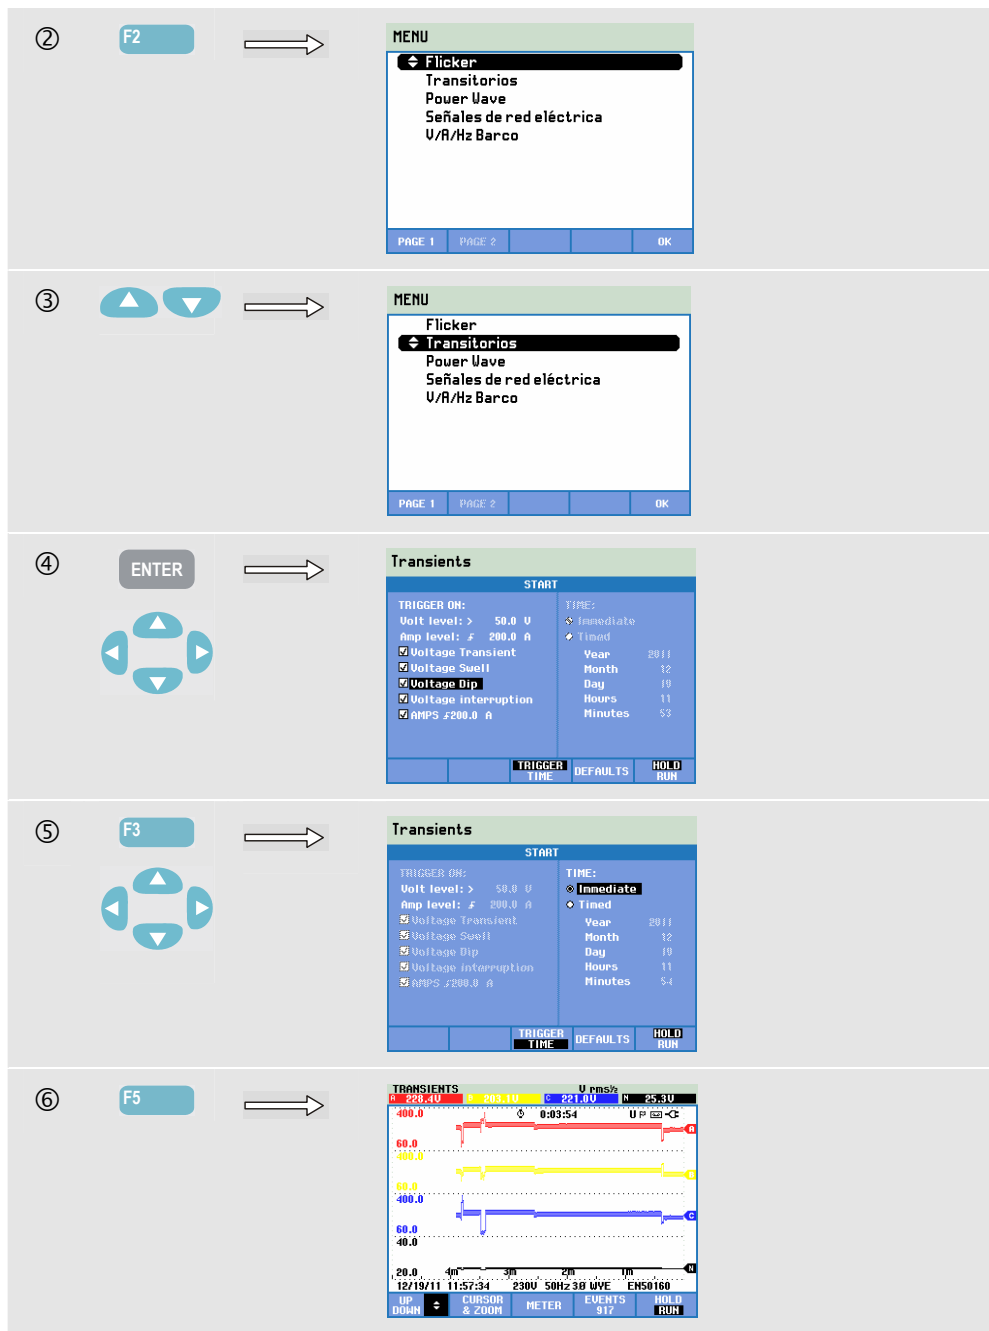 ②
F2
MENU
Flicker
Transitorios
Power Wave
Señales de red eléctrica
V/A/Hz Barco
PAGE 1 PAGE 2 OK
③
MENU
Flicker
Transitorios
Power Wave
Señales de red eléctrica
V/A/Hz Barco
PAGE 1 PAGE 2 OK
④
ENTER
Transients
START
TRIGGER ON: TIME:
Volt level: > 50.0 V Immediate
Amp level: 200.0 A Timed
Voltage Transient Year 2011
Voltage Swell Month 12
Voltage Dip Day 19
Voltage interruption Hours 11
AMPS 200.0 A Minutes 53
TRIGGER TIME DEFAULTS HOLD RUN
⑤
F3
Transients
START
TRIGGER ON: TIME:
Volt level: > 50.0 V Immediate
Amp level: 200.0 A Timed
Voltage Transient Year 2011
Voltage Swell Month 12
Voltage Dip Day 19
Voltage interruption Hours 11
AMPS 200.0 A Minutes 54
TRIGGER TIME DEFAULTS HOLD RUN
⑥
F5
TRANSIENTS V rms½
A 228.4V 203.1V C 221.0V N 25.3V
400.0 0:03:54 U P
A
60.0
400.0
60.0
400.0
C
60.0
40.0
N
20.0 4m 3m 2m 1m
12/19/11 11:57:34 230V 50Hz 3Ø WYE EN50160
UP DOWN CURSOR & ZOOM METER EVENTS 917 HOLD RUN